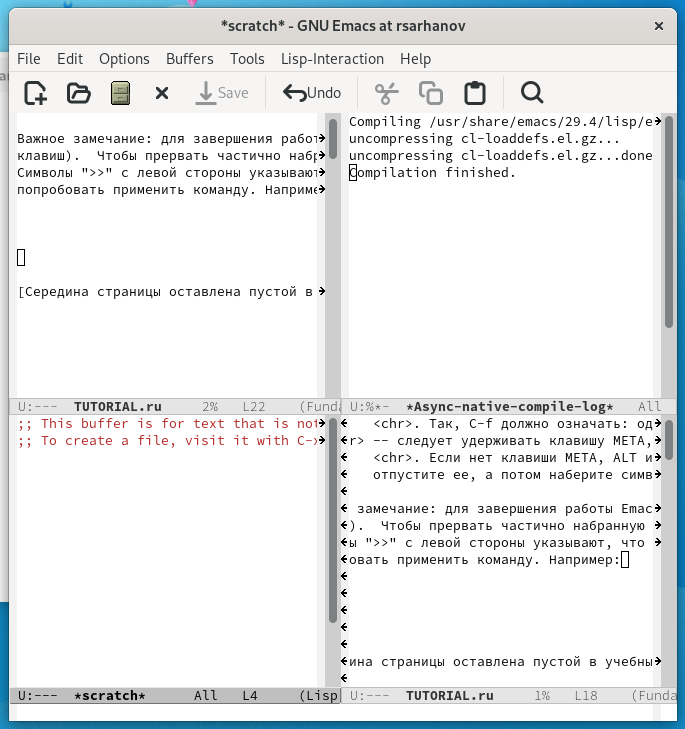 *scratch* - GNU Emacs at rsarhanov
File Edit Options Buffers Tools Lisp-Interaction Help
Save Undo
Важное замечание: для завершения работ
клавиш).  Чтобы прервать частично наб
Символы ">>" с левой стороны указывают
попробовать применить команду. Наприме
[Середина страницы оставлена пустой в
U:--- TUTORIAL.ru 2% L22 (Funda
Compiling /usr/share/emacs/29.4/lisp/e
uncompressing cl-loaddefs.el.gz...
uncompressing cl-loaddefs.el.gz...done
Compilation finished.
U:%*- *Async-native-compile-log* All
;; This buffer is for text that is not
;; To create a file, visit it with C-x
U:--- *scratch* All L4 (Lisp
<chr>. Так, C-f должно означать: од
r> -- следует удерживать клавишу META,
<chr>. Если нет клавиши META, ALT и
отпустите ее, а потом наберите симв
замечание: для завершения работы Emac
).  Чтобы прервать частично набранную
ы ">>" с левой стороны указывают, что
овать применить команду. Например:
ина страницы оставлена пустой в учебны
U:--- TUTORIAL.ru 1% L18 (Funda